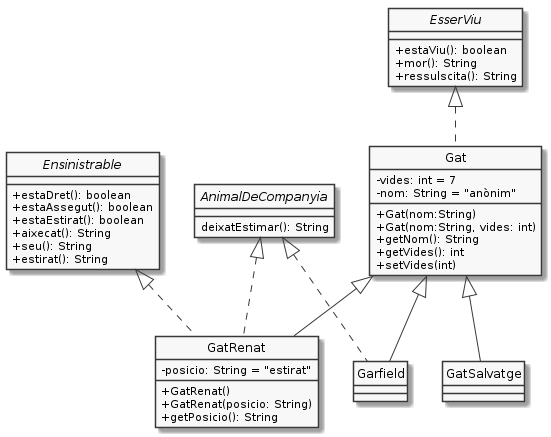 EsserViu
+estaViu(): boolean
+mor(): String
+ressulscita(): String
Gat
-vides: int = 7
-nom: String = "anònim"
+Gat(nom:String)
+Gat(nom:String, vides: int)
+getNom(): String
+getVides(): int
+setVides(int)
Ensinistrable
+estaDret(): boolean
+estaAssegut(): boolean
+estaEstirat(): boolean
+aixecat(): String
+seu(): String
+estirat(): String
AnimalDeCompanyia
deixatEstimar(): String
GatRenat
-posicio: String = "estirat"
+GatRenat()
+GatRenat(posicio: String)
+getPosicio(): String
Garfield
GatSalvatge